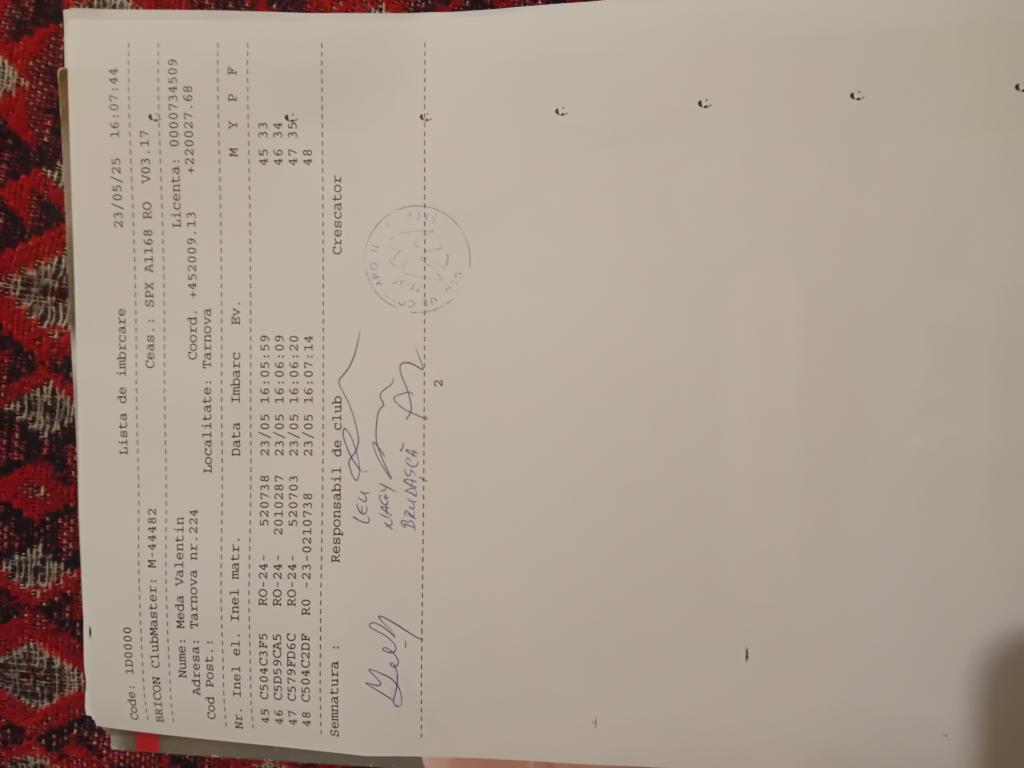 Code: 1D0000 Lista de imbrcare 23/05/25 16:07:44
BRICON ClubMaster: M-44482 Ceas.: SPX A1168 RO V03.17
Nume: Meda Valentin Licenta: 0000734509
Adresa: Tarnova nr.224 Coord. +452009.13 +220027.68
Cod Post.: Localitate: Tarnova
Nr. Inel el. Inel matr. Data Imbarc Ev. M Y P F
45 C504C3F5 RO-24- 520738 23/05 16:05:59 45 33
46 C5D59CA5 RO-24- 2010287 23/05 16:06:09 46 34
47 C579FD6C RO-24- 520703 23/05 16:06:20 47 35
48 C504C2DF RO -23-0210738 23/05 16:07:14 48
Semnatura : Responsabil de club Crescator
LEU
NAGY
BRUDAȘCĂ
2